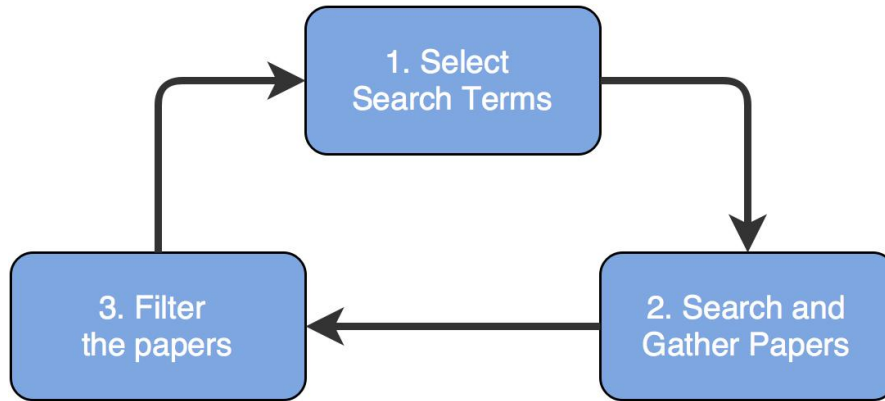 1. Select
Search Terms
2. Search and
Gather Papers
3. Filter
the papers